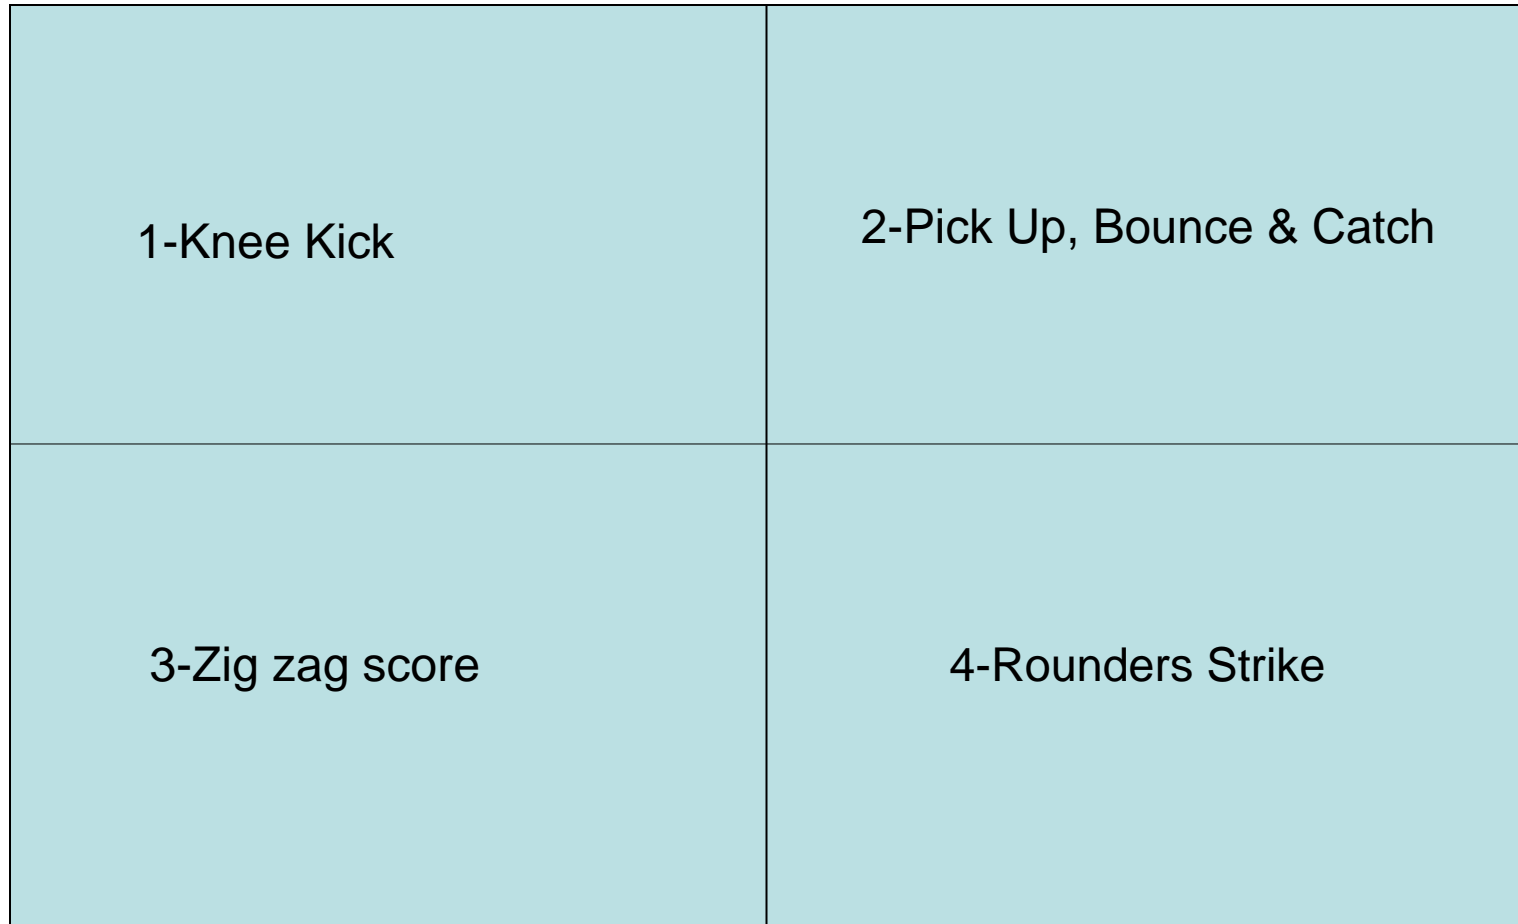 1-Knee Kick
2-Pick Up, Bounce & Catch
3-Zig zag score
4-Rounders Strike